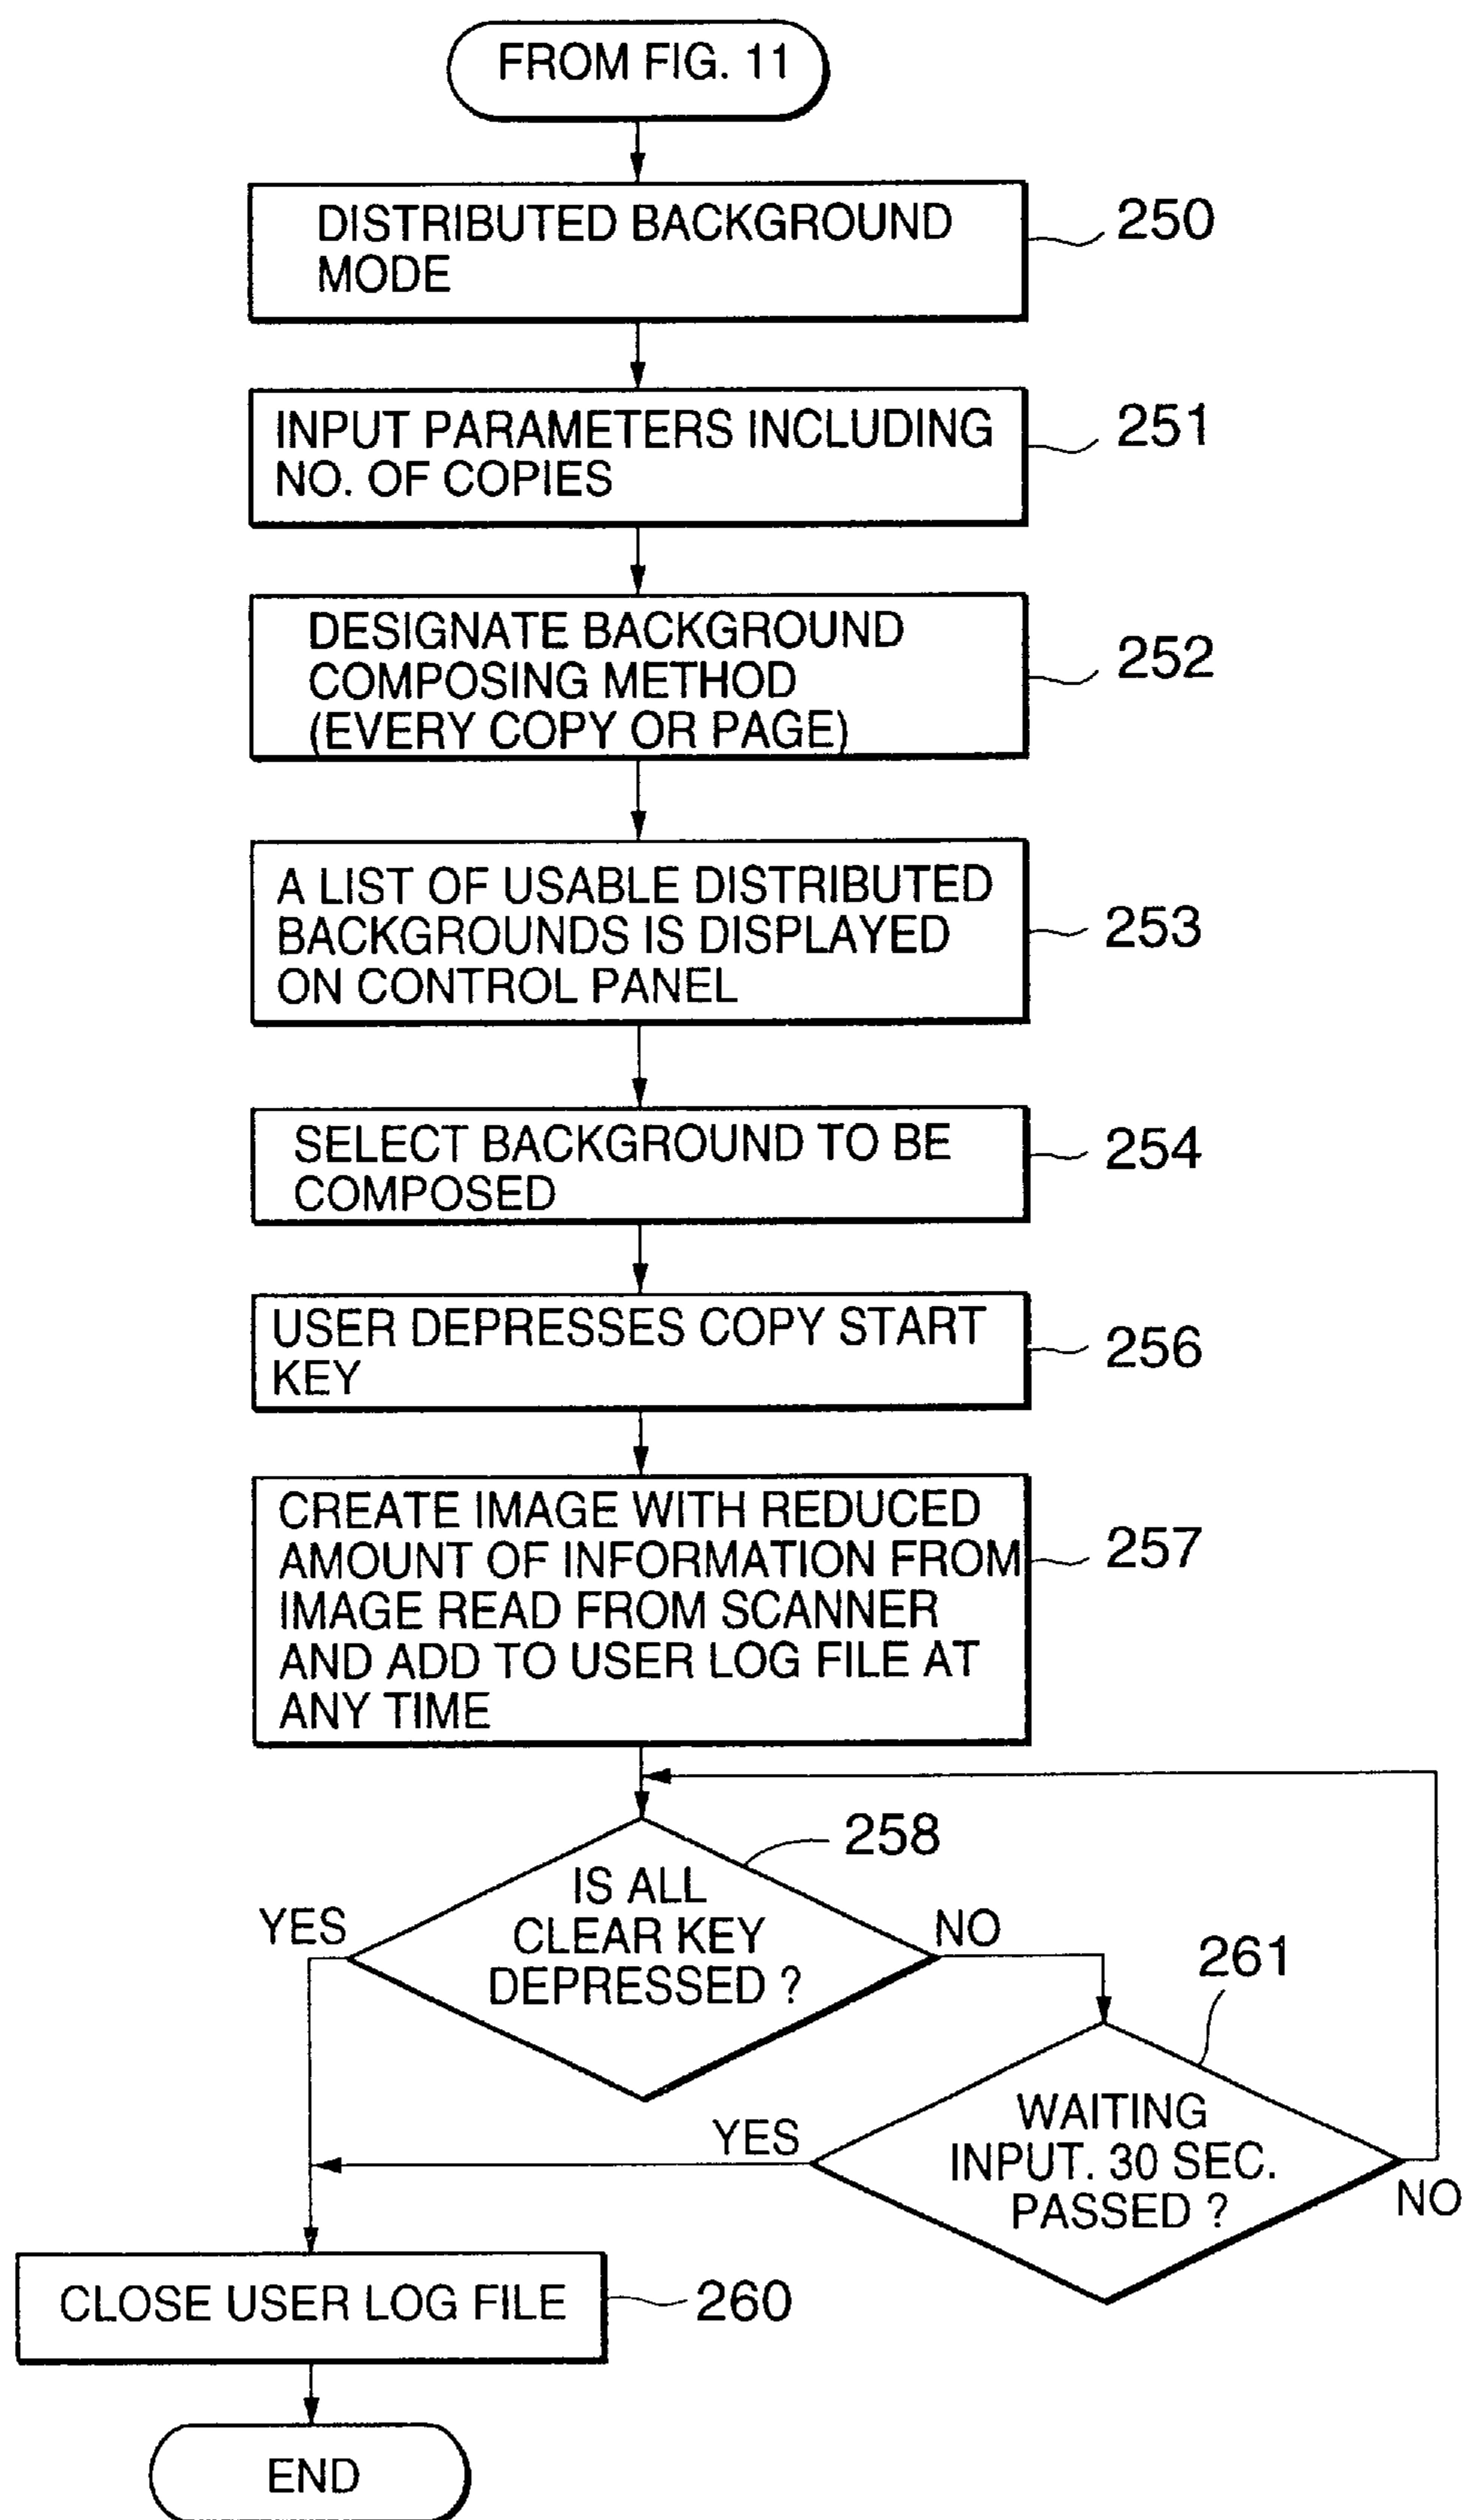 FROM FIG. 11
DISTRIBUTED BACKGROUND
MODE
250
INPUT PARAMETERS INCLUDING
NO. OF COPIES
251
DESIGNATE BACKGROUND
COMPOSING METHOD
(EVERY COPY OR PAGE)
252
A LIST OF USABLE DISTRIBUTED
BACKGROUNDS IS DISPLAYED
ON CONTROL PANEL
253
SELECT BACKGROUND TO BE
COMPOSED
254
USER DEPRESSES COPY START
KEY
256
CREATE IMAGE WITH REDUCED
AMOUNT OF INFORMATION FROM
IMAGE READ FROM SCANNER
AND ADD TO USER LOG FILE AT
ANY TIME
257
258
IS ALL
CLEAR KEY
DEPRESSED ?
YES
NO
261
WAITING
INPUT. 30 SEC.
PASSED ?
YES
NO
CLOSE USER LOG FILE
260
END